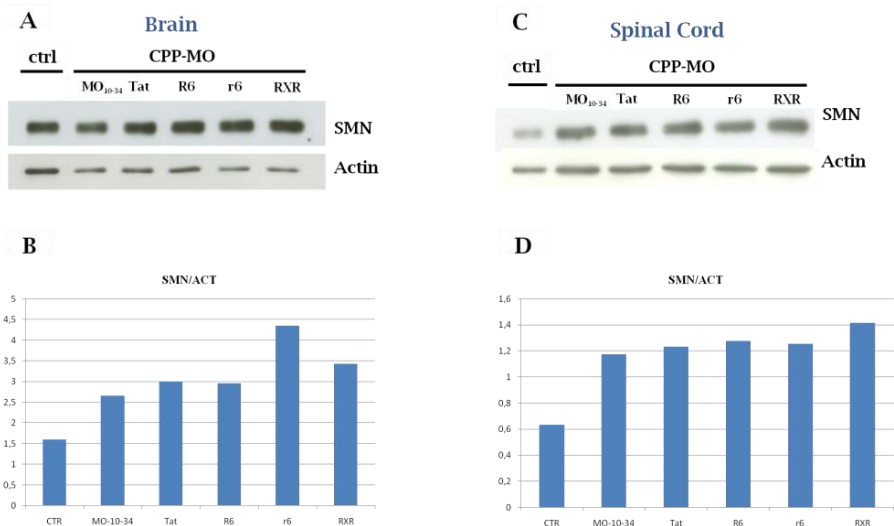 A
Brain
ctrl
CPP-MO
MO10-34 Tat R6 r6 RXR
SMN
Actin
B
SMN/ACT
5
4,5
4
3,5
3
2,5
2
1,5
1
0,5
0
CTR MO-10-34 Tat R6 r6 RXR
C
Spinal Cord
ctrl
CPP-MO
MO10-34 Tat R6 r6 RXR
SMN
Actin
D
SMN/ACT
1,6
1,4
1,2
1
0,8
0,6
0,4
0,2
0
CTR MO-10-34 Tat R6 r6 RXR